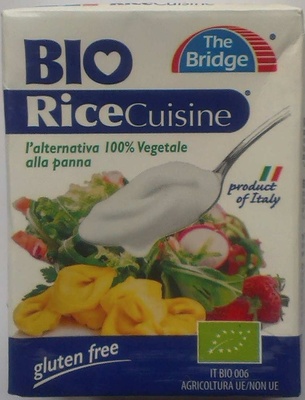 BIO
The
Bridge®
RiceCuisine®
l'alternativa 100% Vegetale
alla panna
product
of Italy
gluten free
IT BIO 006
AGRICOLTURA UE/NON UE